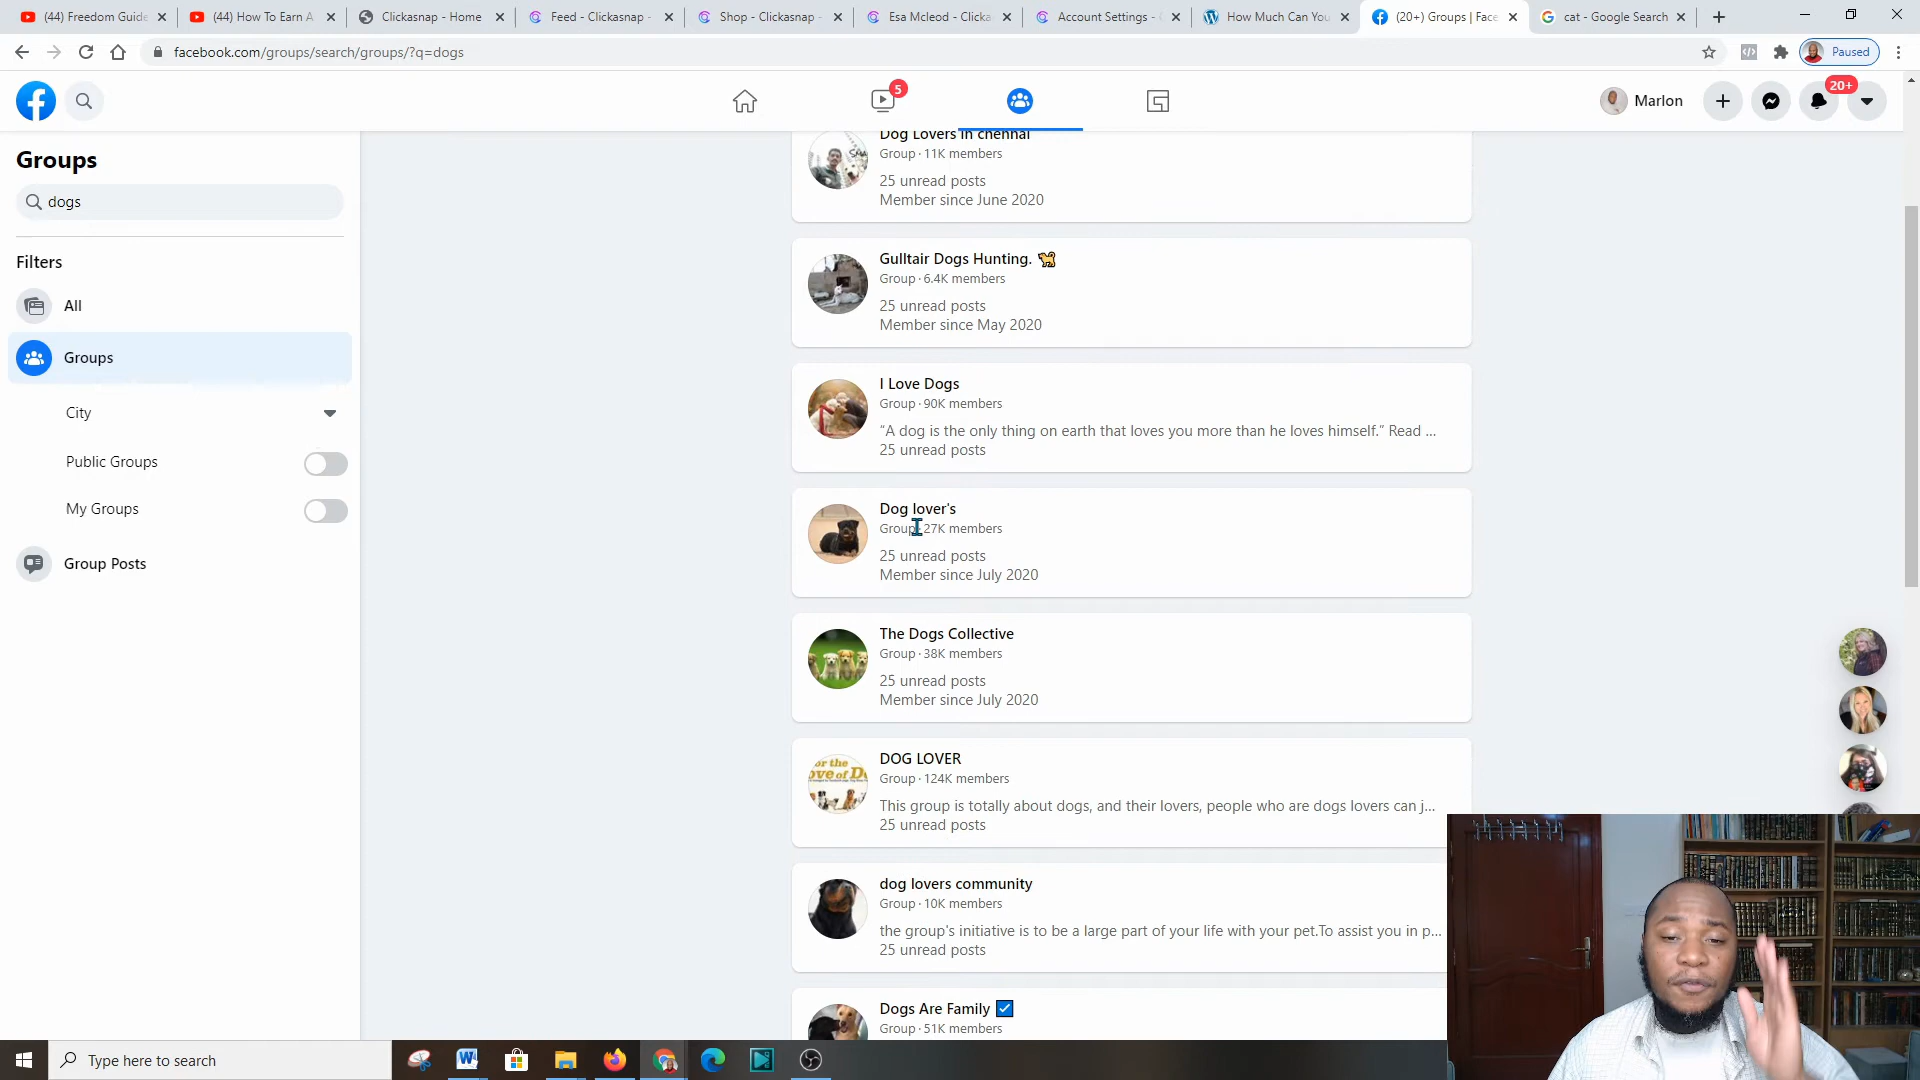 (44) Freedom Guide
(44) How To Earn A
Clickasnap - Home
Feed - Clickasnap -
Shop - Clickasnap -
Esa Mcleod - Clicka
Account Settings -
How Much Can You
(20+) Groups | Face
cat - Google Search
facebook.com/groups/search/groups/?q=dogs
Paused
5
Marlon
20+
Groups
dogs
Filters
All
Groups
City
Public Groups
My Groups
Group Posts
Dog Lovers in chennai
Group · 11K members
25 unread posts
Member since June 2020
Gulltair Dogs Hunting. 🐕
Group · 6.4K members
25 unread posts
Member since May 2020
I Love Dogs
Group · 90K members
“A dog is the only thing on earth that loves you more than he loves himself.” Read ...
25 unread posts
Dog lover's
Group · 27K members
25 unread posts
Member since July 2020
The Dogs Collective
Group · 38K members
25 unread posts
Member since July 2020
or the
ove of D
DOG LOVER
Group · 124K members
This group is totally about dogs, and their lovers, people who are dogs lovers can j...
25 unread posts
dog lovers community
Group · 10K members
the group's initiative is to be a large part of your life with your pet.To assist you in p...
25 unread posts
Dogs Are Family ☑
Group · 51K members
Type here to search